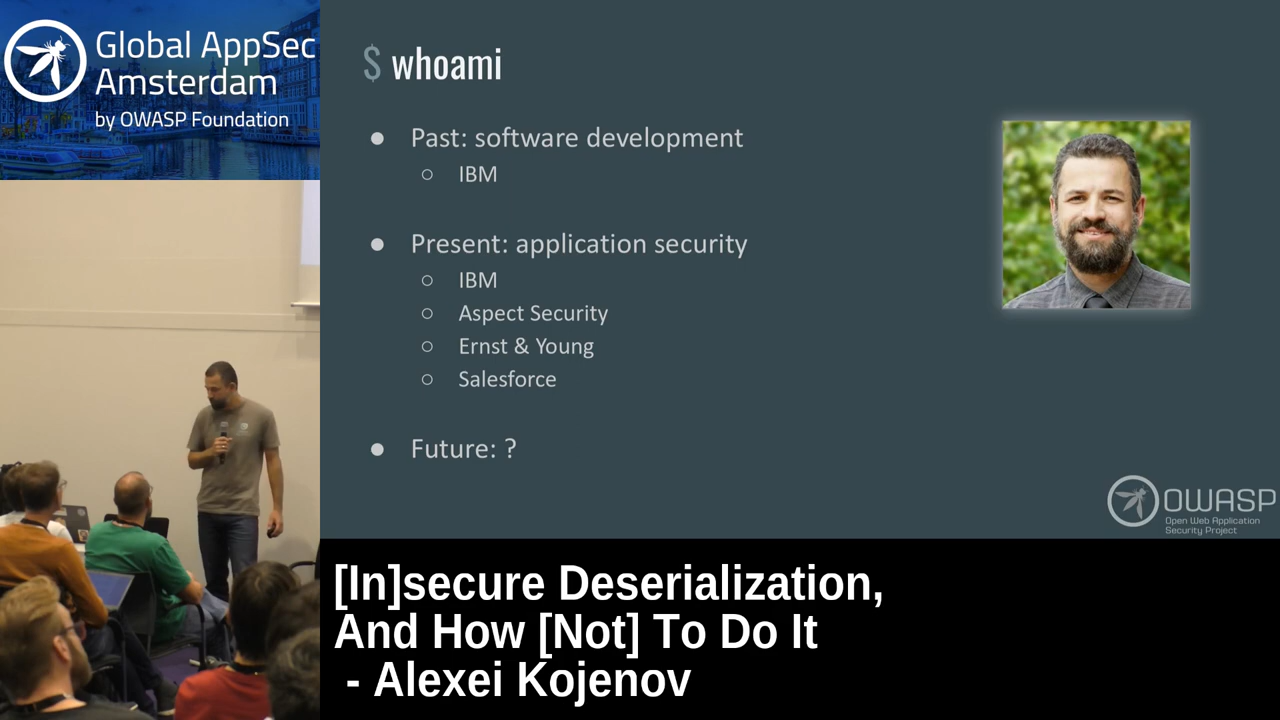 Global AppSec
Amsterdam
by OWASP Foundation
$ whoami
● Past: software development
○ IBM
● Present: application security
○ IBM
○ Aspect Security
○ Ernst & Young
○ Salesforce
● Future: ?
OWASP
Open Web Application
Security Project
[In]secure Deserialization,
And How [Not] To Do It
- Alexei Kojenov